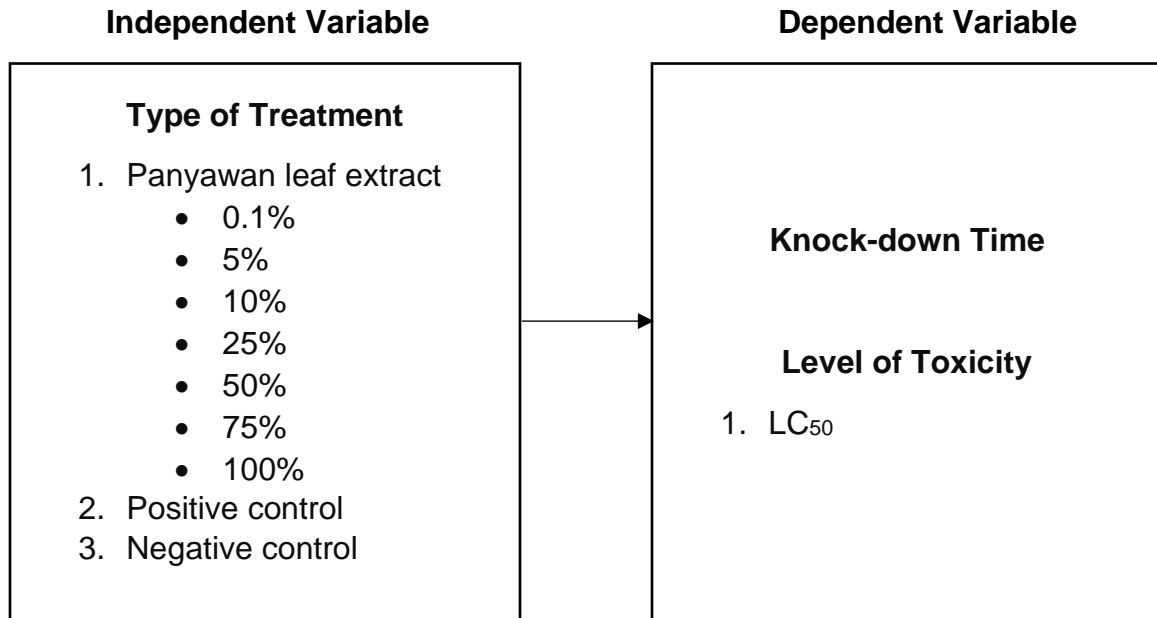 Independent Variable
Dependent Variable
Type of Treatment
1. Panyawan leaf extract
• 0.1%
• 5%
• 10%
• 25%
• 50%
• 75%
• 100%
2. Positive control
3. Negative control
Knock-down Time
Level of Toxicity
1. LC₅₀